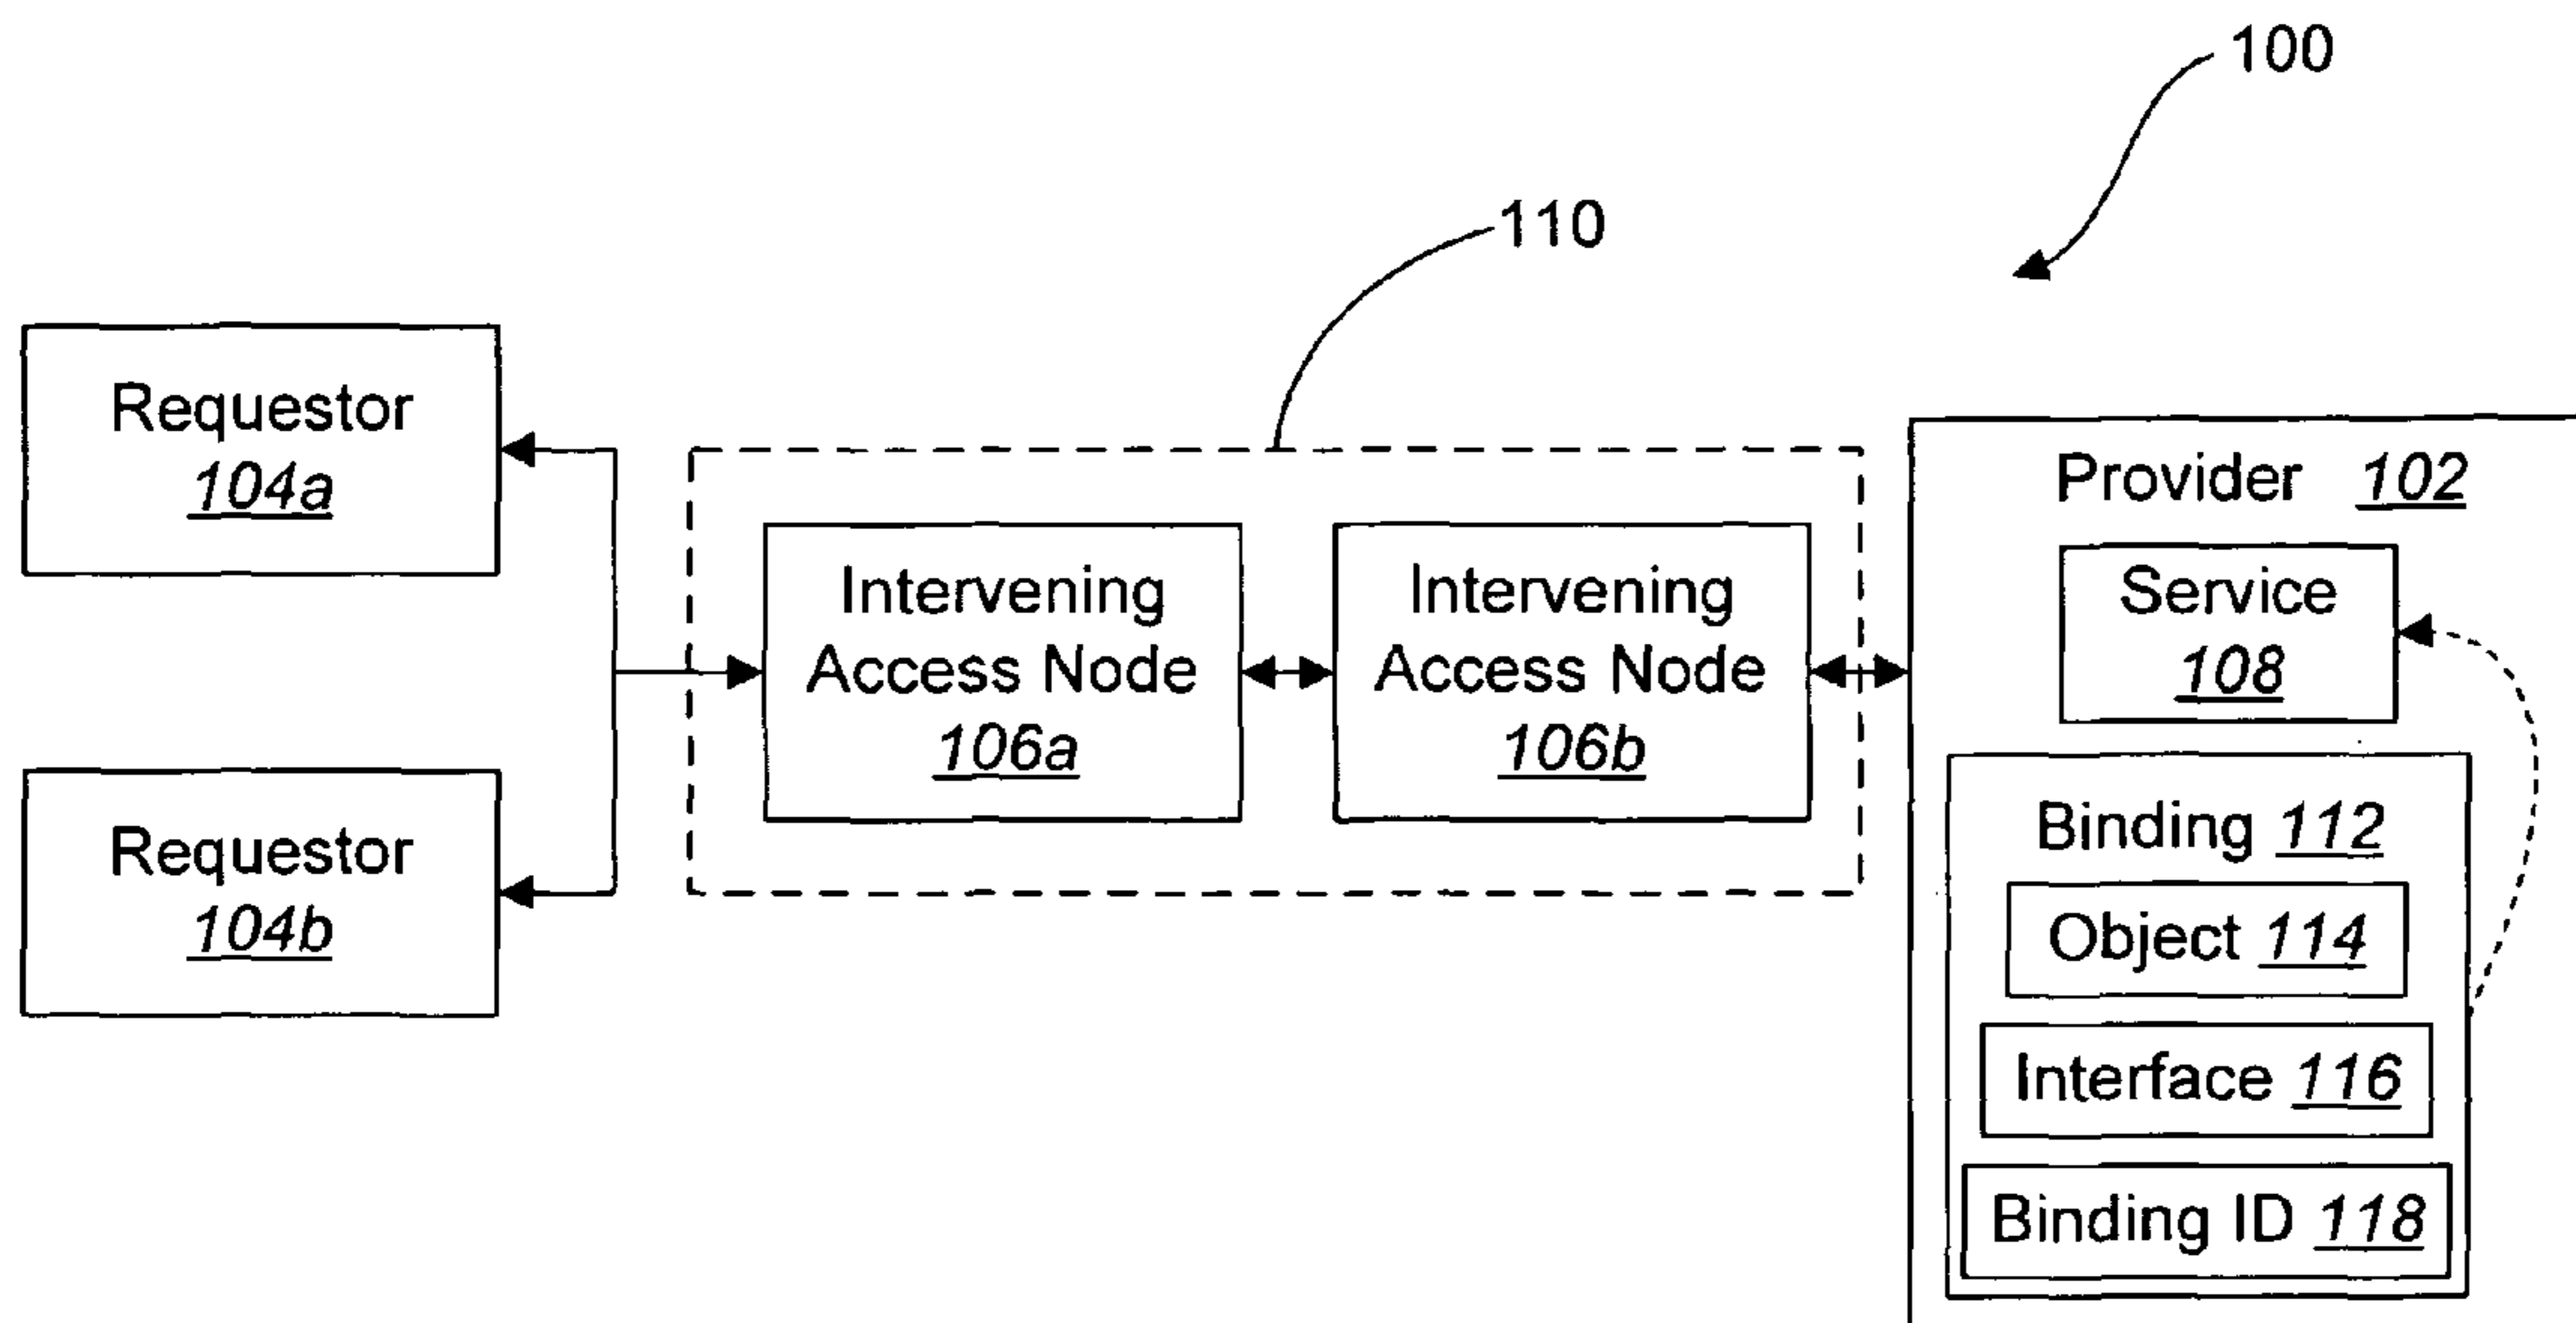 100
110
Requestor
104a
Requestor
104b
Intervening
Access Node
106a
Intervening
Access Node
106b
Provider 102
Service
108
Binding 112
Object 114
Interface 116
Binding ID 118